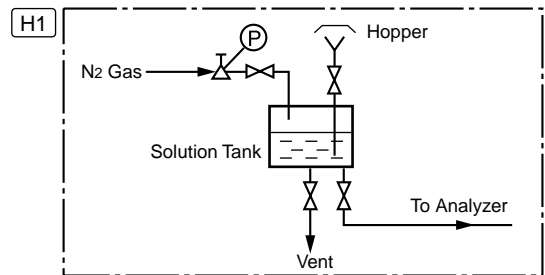 H1
P
Hopper
N2 Gas
Solution Tank
To Analyzer
Vent